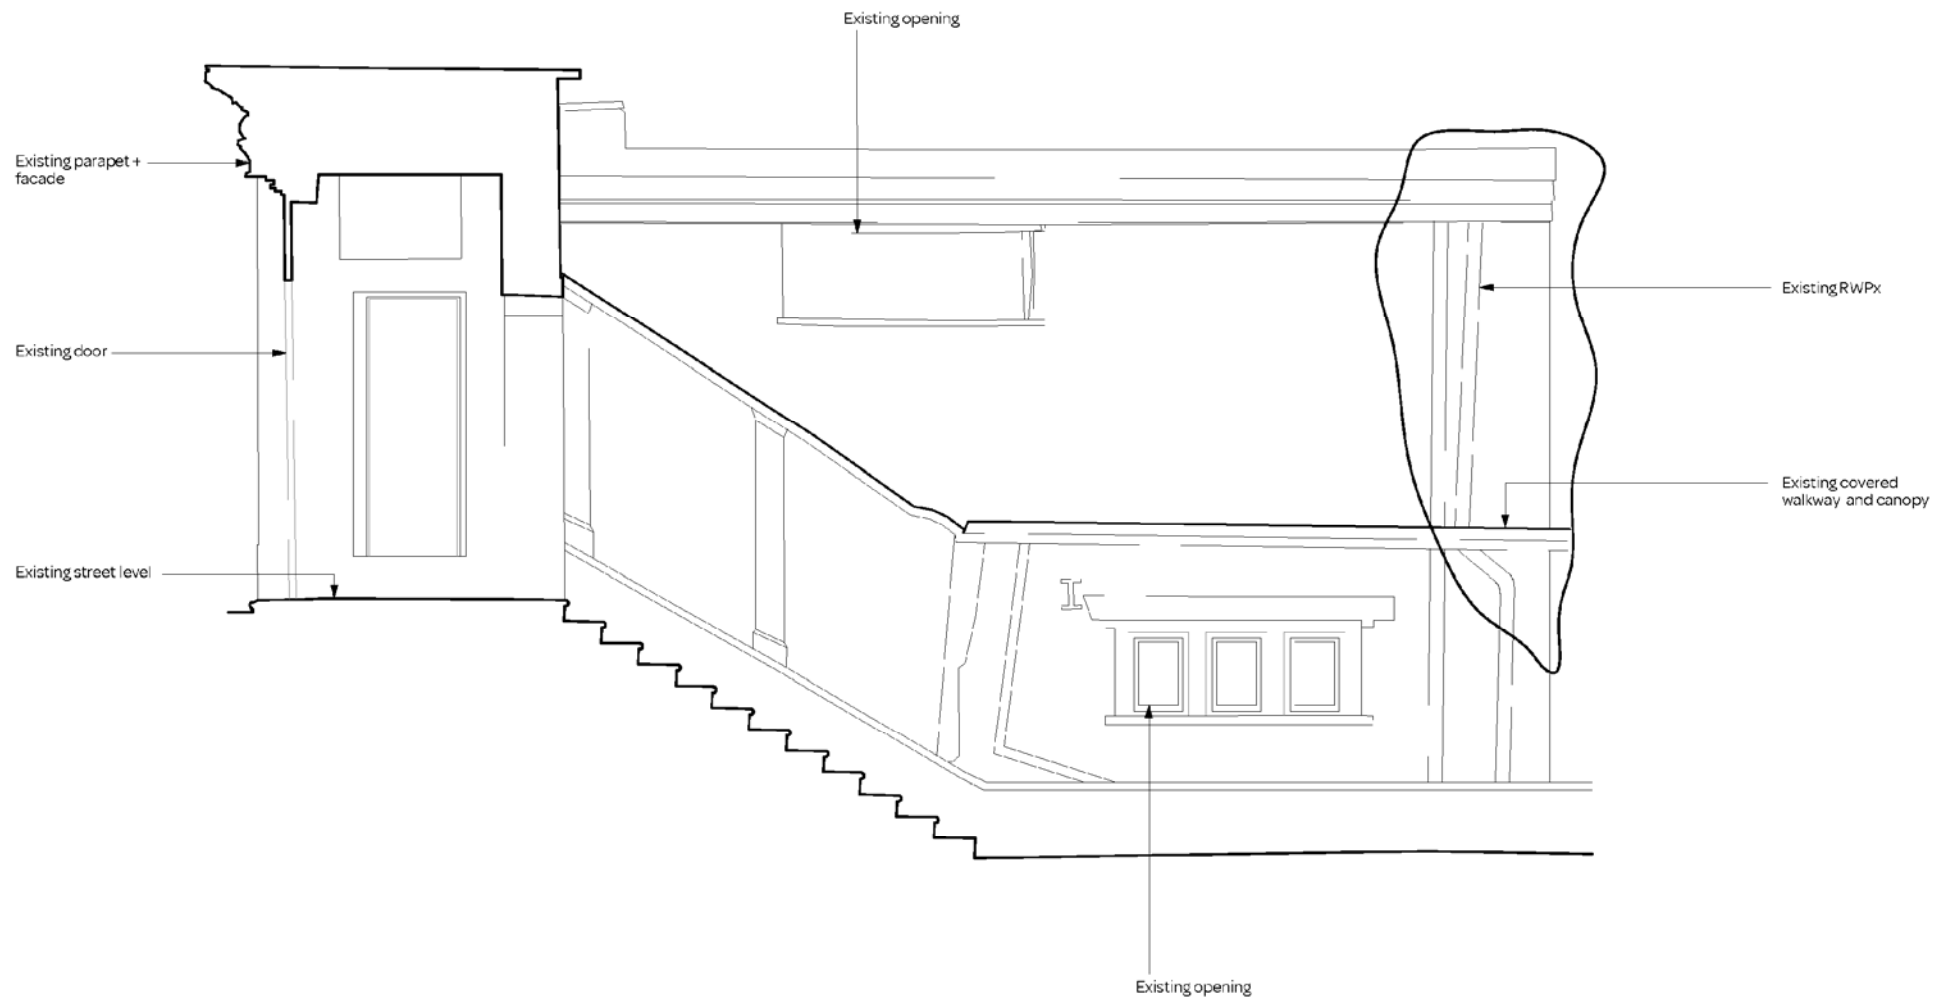 Existing opening
Existing parapet +
facade
Existing RWPx
Existing door
Existing covered
walkway and canopy
Existing street level
Existing opening